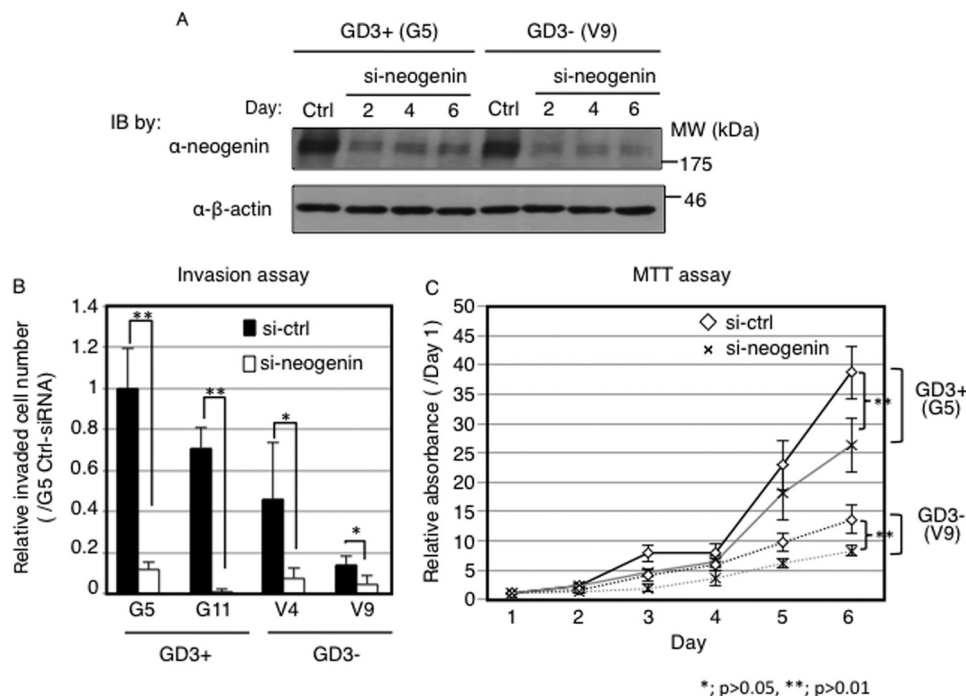 A
GD3+ (G5) GD3- (V9)
si-neogenin si-neogenin
Day: Ctrl 2 4 6 Ctrl 2 4 6
IB by:
MW (kDa)
α-neogenin
175
46
α-β-actin
B Invasion assay
Relative invaded cell number
( /G5 Ctrl-siRNA)
1.4
1.2
1
0.8
0.6
0.4
0.2
0
si-ctrl
si-neogenin
** ** * *
G5 G11 V4 V9
GD3+ GD3-
C MTT assay
Relative absorbance ( /Day 1)
50
45
40
35
30
25
20
15
10
5
0
si-ctrl
si-neogenin
**
GD3+
(G5)
**
GD3-
(V9)
1 2 3 4 5 6
Day
*; p>0.05, **; p>0.01